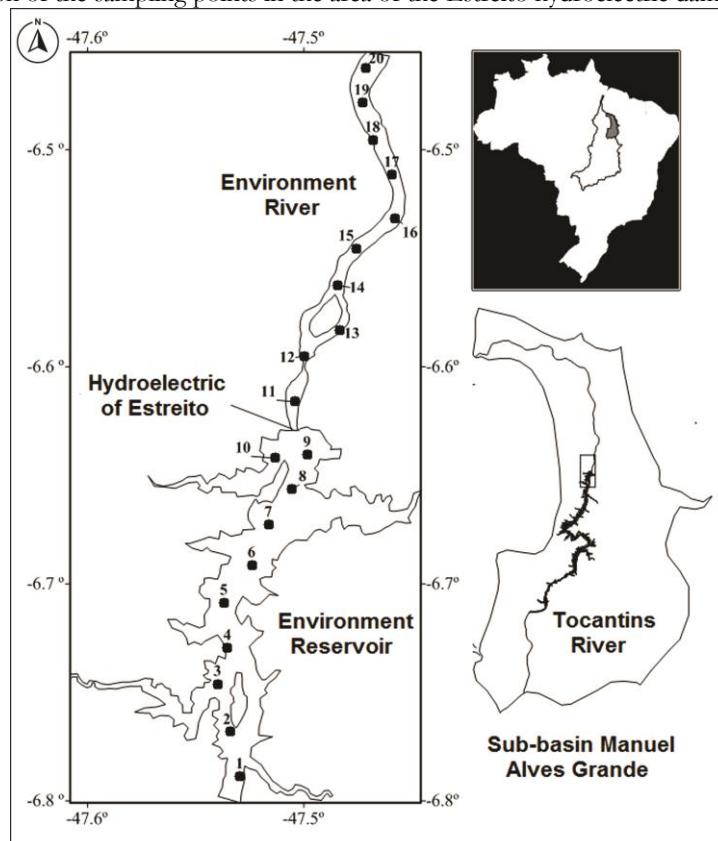 on of the sampling points in the area of the Estreito hydroelectric dam
-47.6º
-47.5º
20
19
18
-6.5 º
-6.5º
17
Environment
River
16
15
14
13
12
-6.6º
-6.6º
Hydroelectric
of Estreito
11
10
9
8
7
6
-6.7º
-6.7º
5
Environment
Reservoir
4
3
2
1
-6.8º
-6.8º
-47.6º
-47.5º
Tocantins
River
Sub-basin Manuel
Alves Grande